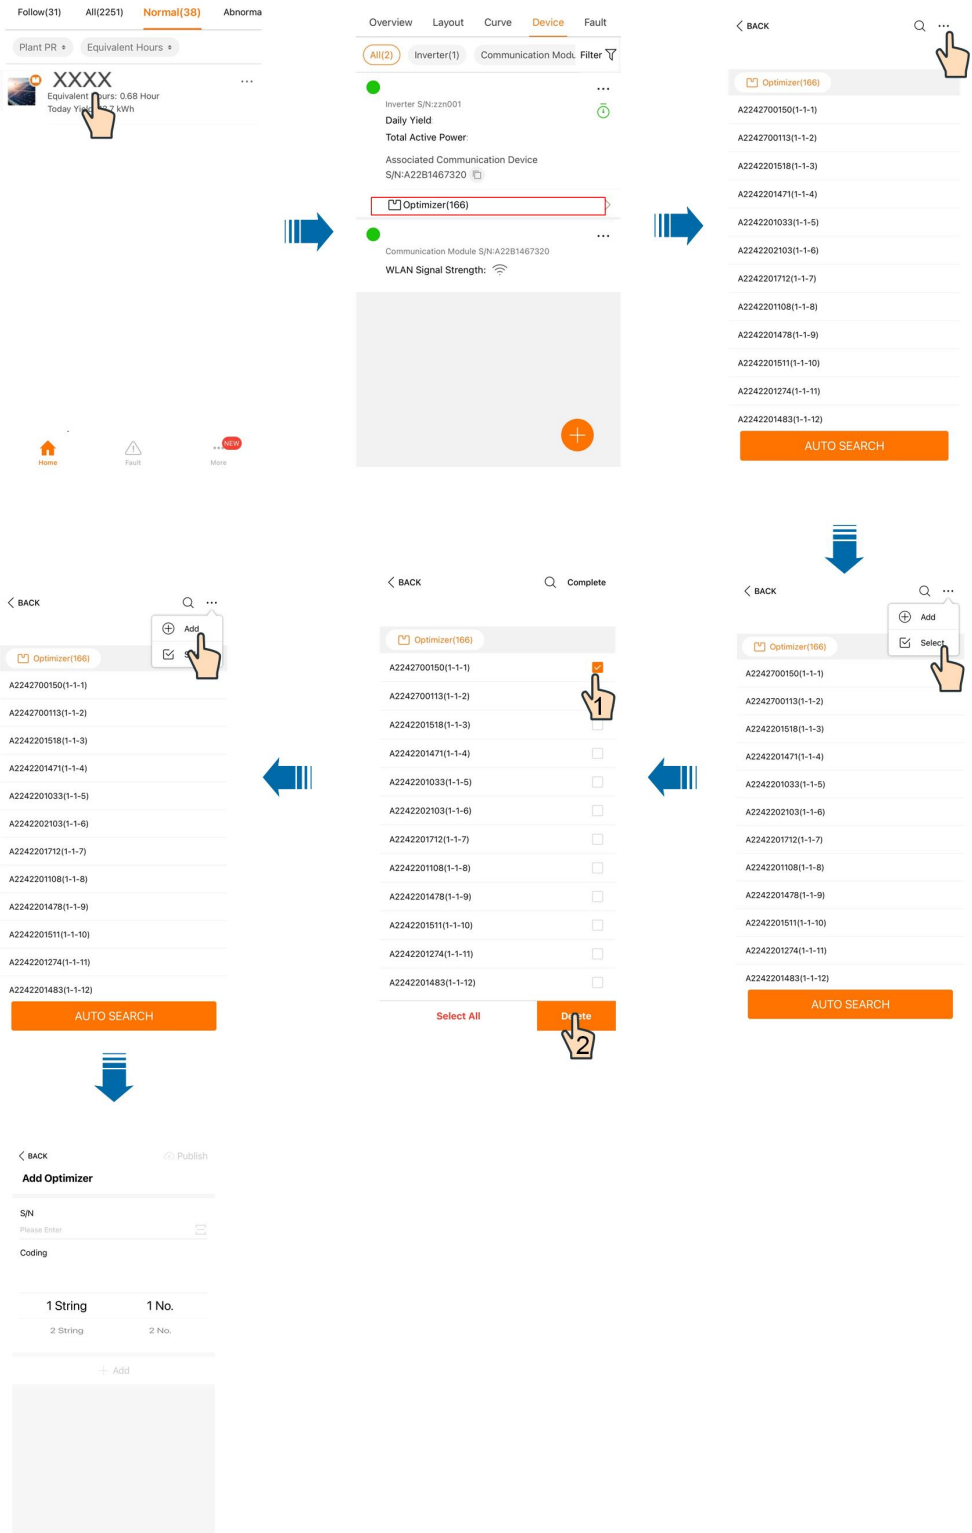 Follow(31) All(2251) Normal(38) Abnorma
Plant PR Equivalent Hours
XXXX
Equivalent Hours: 0.68 Hour
Today Yield 7 kWh
Home Fault More
NEW
Overview Layout Curve Device Fault
All(2) Inverter(1) Communication Modu Filter
Inverter S/N:zzn001
Daily Yield
Total Active Power:
Associated Communication Device
S/N:A22B1467320
Optimizer(166)
Communication Module S/N:A22B1467320
WLAN Signal Strength:
BACK
Optimizer(166)
A2242700150(1-1-1)
A2242700113(1-1-2)
A2242201518(1-1-3)
A2242201471(1-1-4)
A2242201033(1-1-5)
A2242202103(1-1-6)
A2242201712(1-1-7)
A2242201108(1-1-8)
A2242201478(1-1-9)
A2242201511(1-1-10)
A2242201274(1-1-11)
A2242201483(1-1-12)
AUTO SEARCH
BACK
Add
Select
Optimizer(166)
A2242700150(1-1-1)
A2242700113(1-1-2)
A2242201518(1-1-3)
A2242201471(1-1-4)
A2242201033(1-1-5)
A2242202103(1-1-6)
A2242201712(1-1-7)
A2242201108(1-1-8)
A2242201478(1-1-9)
A2242201511(1-1-10)
A2242201274(1-1-11)
A2242201483(1-1-12)
AUTO SEARCH
BACK Complete
Optimizer(166)
A2242700150(1-1-1)
A2242700113(1-1-2)
1
A2242201518(1-1-3)
A2242201471(1-1-4)
A2242201033(1-1-5)
A2242202103(1-1-6)
A2242201712(1-1-7)
A2242201108(1-1-8)
A2242201478(1-1-9)
A2242201511(1-1-10)
A2242201274(1-1-11)
A2242201483(1-1-12)
Select All Delete
2
BACK
Add
S
Optimizer(166)
A2242700150(1-1-1)
A2242700113(1-1-2)
A2242201518(1-1-3)
A2242201471(1-1-4)
A2242201033(1-1-5)
A2242202103(1-1-6)
A2242201712(1-1-7)
A2242201108(1-1-8)
A2242201478(1-1-9)
A2242201511(1-1-10)
A2242201274(1-1-11)
A2242201483(1-1-12)
AUTO SEARCH
BACK Publish
Add Optimizer
S/N
Please Enter
Coding
1 String 1 No.
2 String 2 No.
+ Add